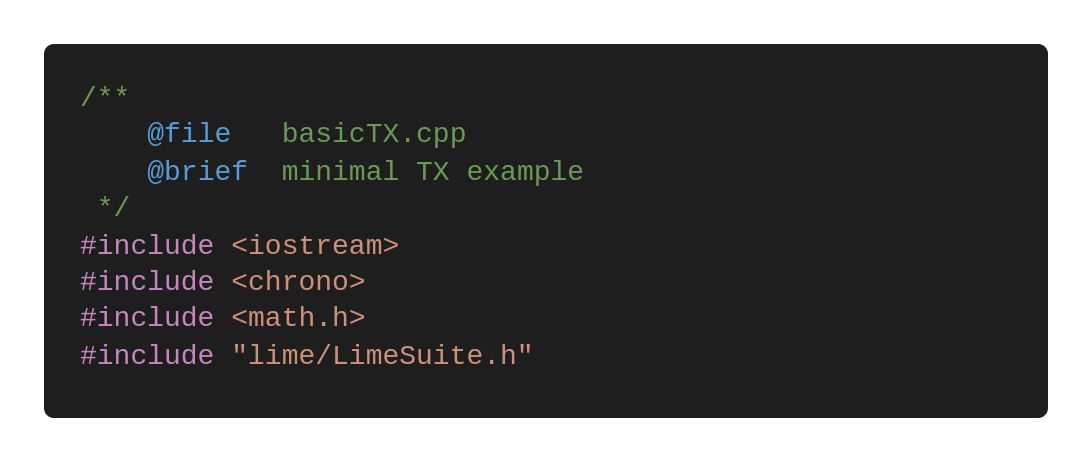 /**
    @file   basicTX.cpp
    @brief  minimal TX example
 */
#include <iostream>
#include <chrono>
#include <math.h>
#include "lime/LimeSuite.h"